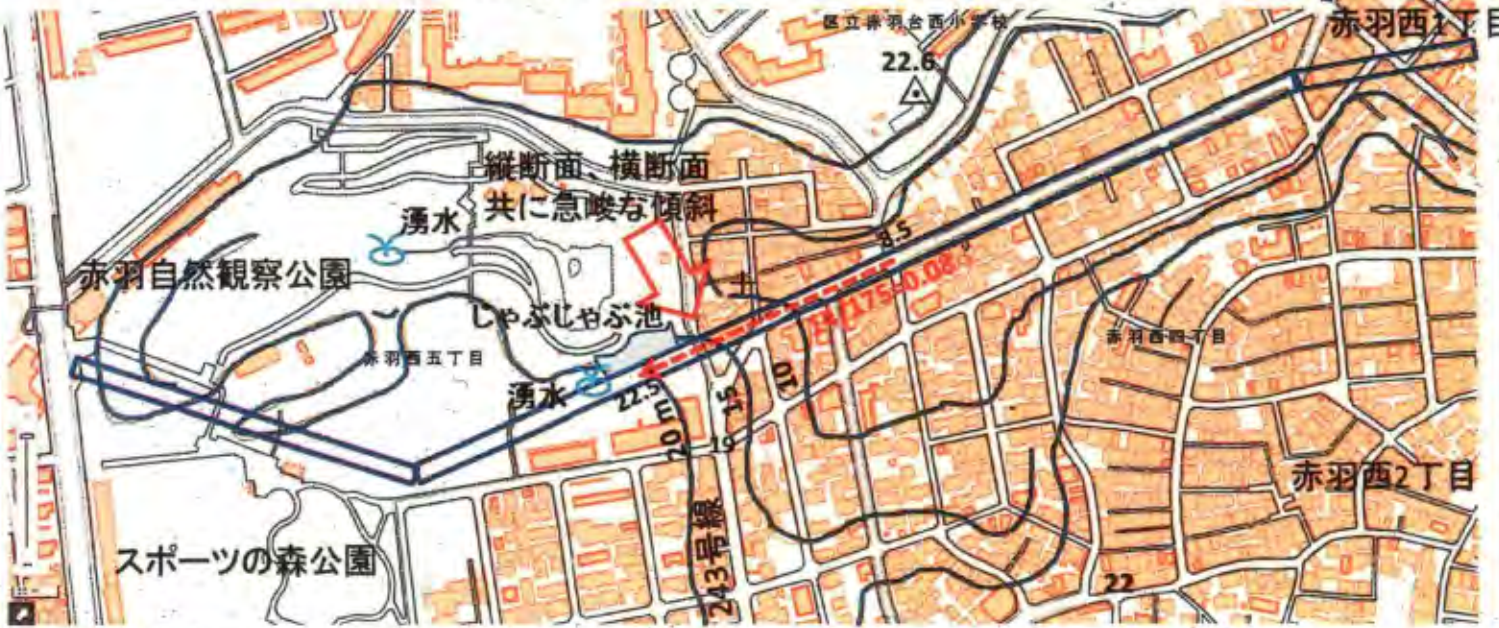 区立赤羽台西小学校
赤羽西1丁目
22.6
縦断面、横断面
共に急峻な傾斜
湧水
8.5
赤羽自然観察公園
じゃぶじゃぶ池
赤羽西四丁目
赤羽西五丁目
10
湧水
22.5
15
20m
19
赤羽西2丁目
243号線
スポーツの森公園
22